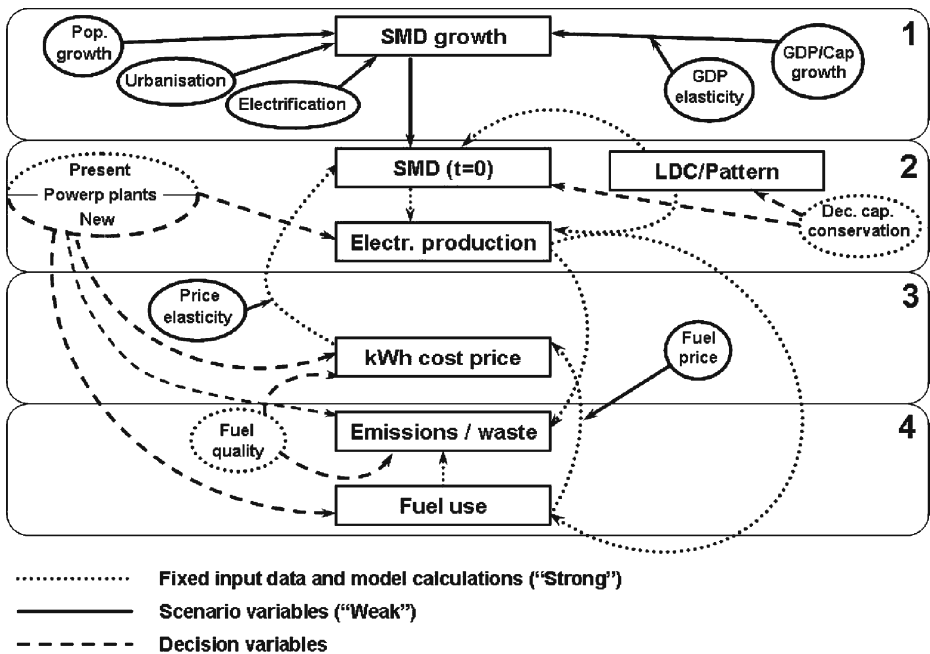 Pop.
growth
SMD growth
1
GDP/Cap
growth
Urbanisation
Electrification
GDP
elasticity
2
Present
Powerp plants
New
SMD (t=0)
LDC/Pattern
Dec. cap.
conservation
Electr. production
3
Price
elasticity
kWh cost price
Fuel
price
4
Fuel
quality
Emissions / waste
Fuel use
Fixed input data and model calculations (“Strong”)
Scenario variables (“Weak”)
Decision variables